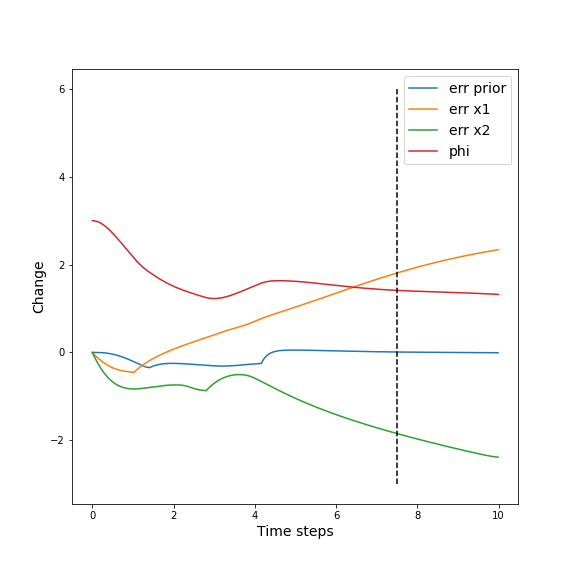 err prior
err x1
err x2
phi
6
4
2
0
−2
Change
0 2 4 6 8 10
Time steps